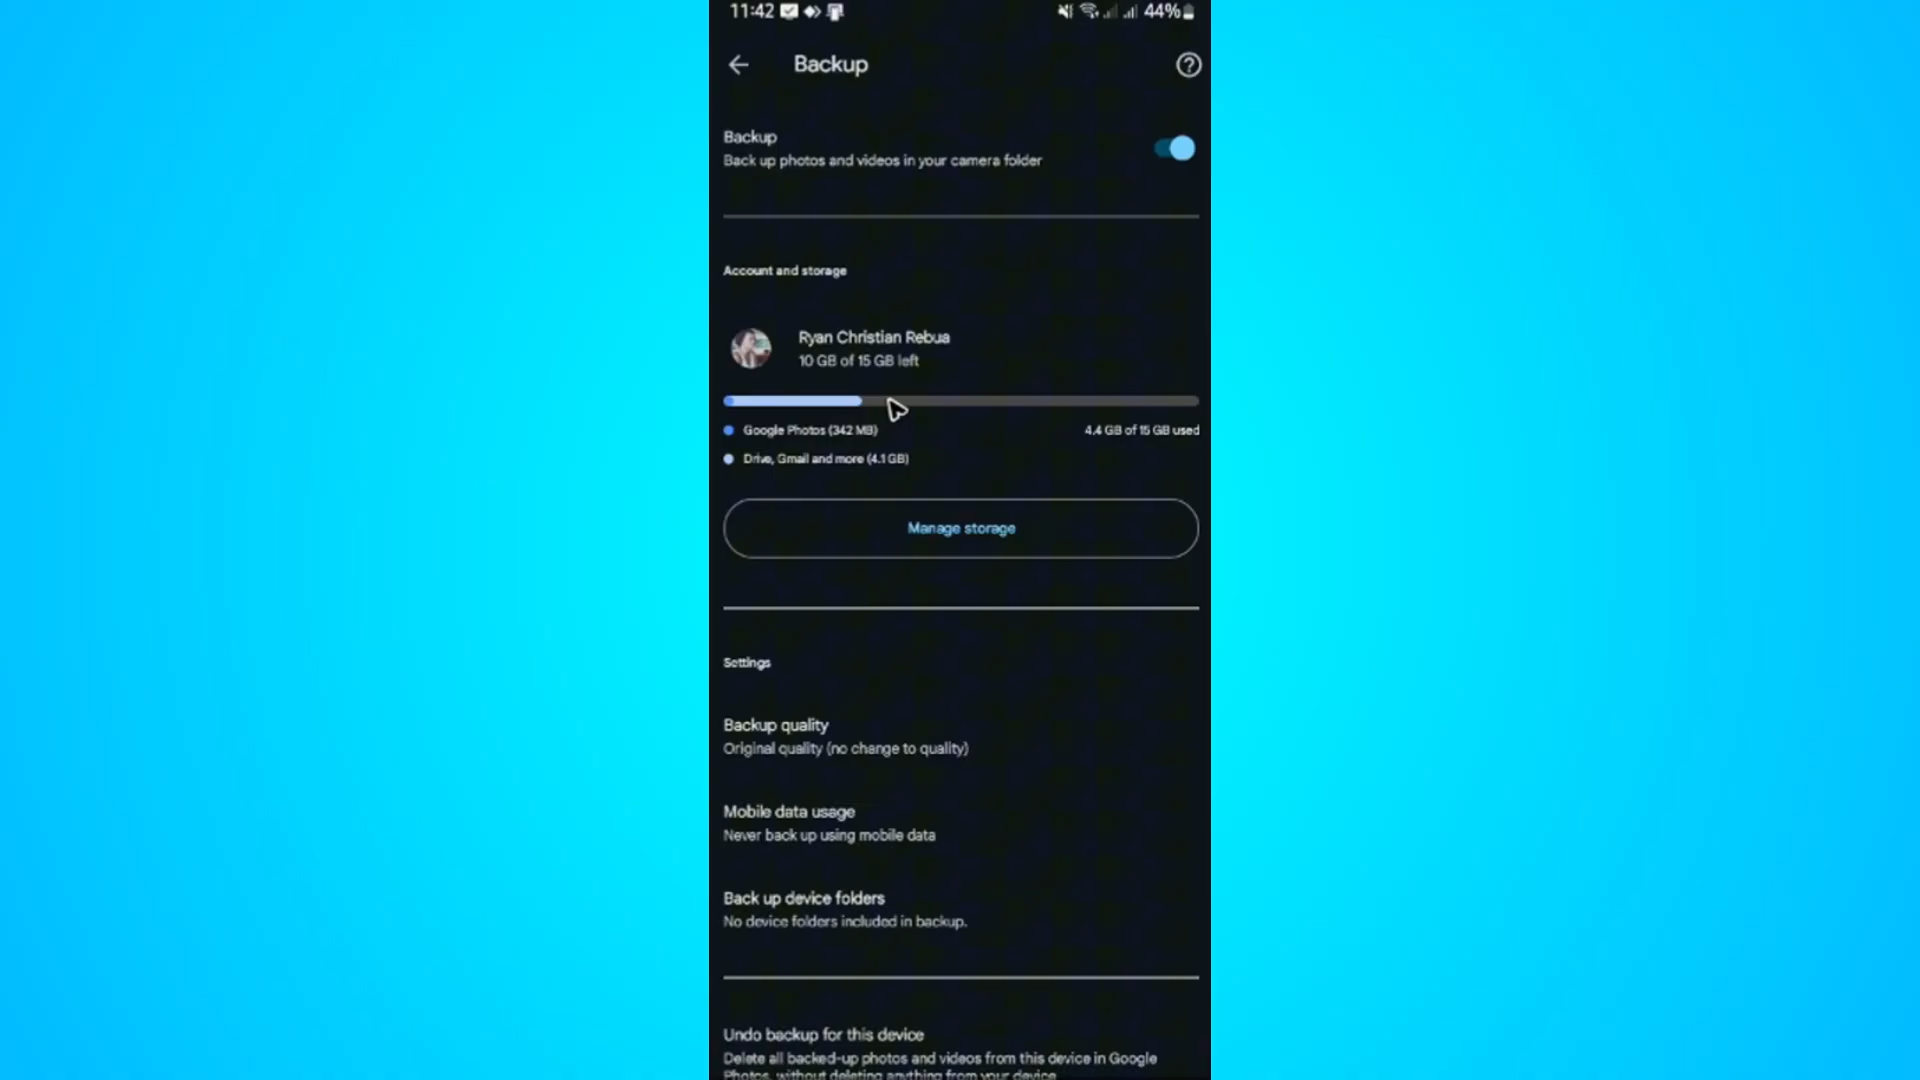 11:42
44%
Backup
Backup
Back up photos and videos in your camera folder
Account and storage
Ryan Christian Rebua
10 GB of 15 GB left
Google Photos (342 MB)
4.4 GB of 15 GB used
Drive, Gmail and more (4.1 GB)
Manage storage
Settings
Backup quality
Original quality (no change to quality)
Mobile data usage
Never back up using mobile data
Back up device folders
No device folders included in backup.
Undo backup for this device
Delete all backed-up photos and videos from this device in Google
Photos, without deleting anything from your device